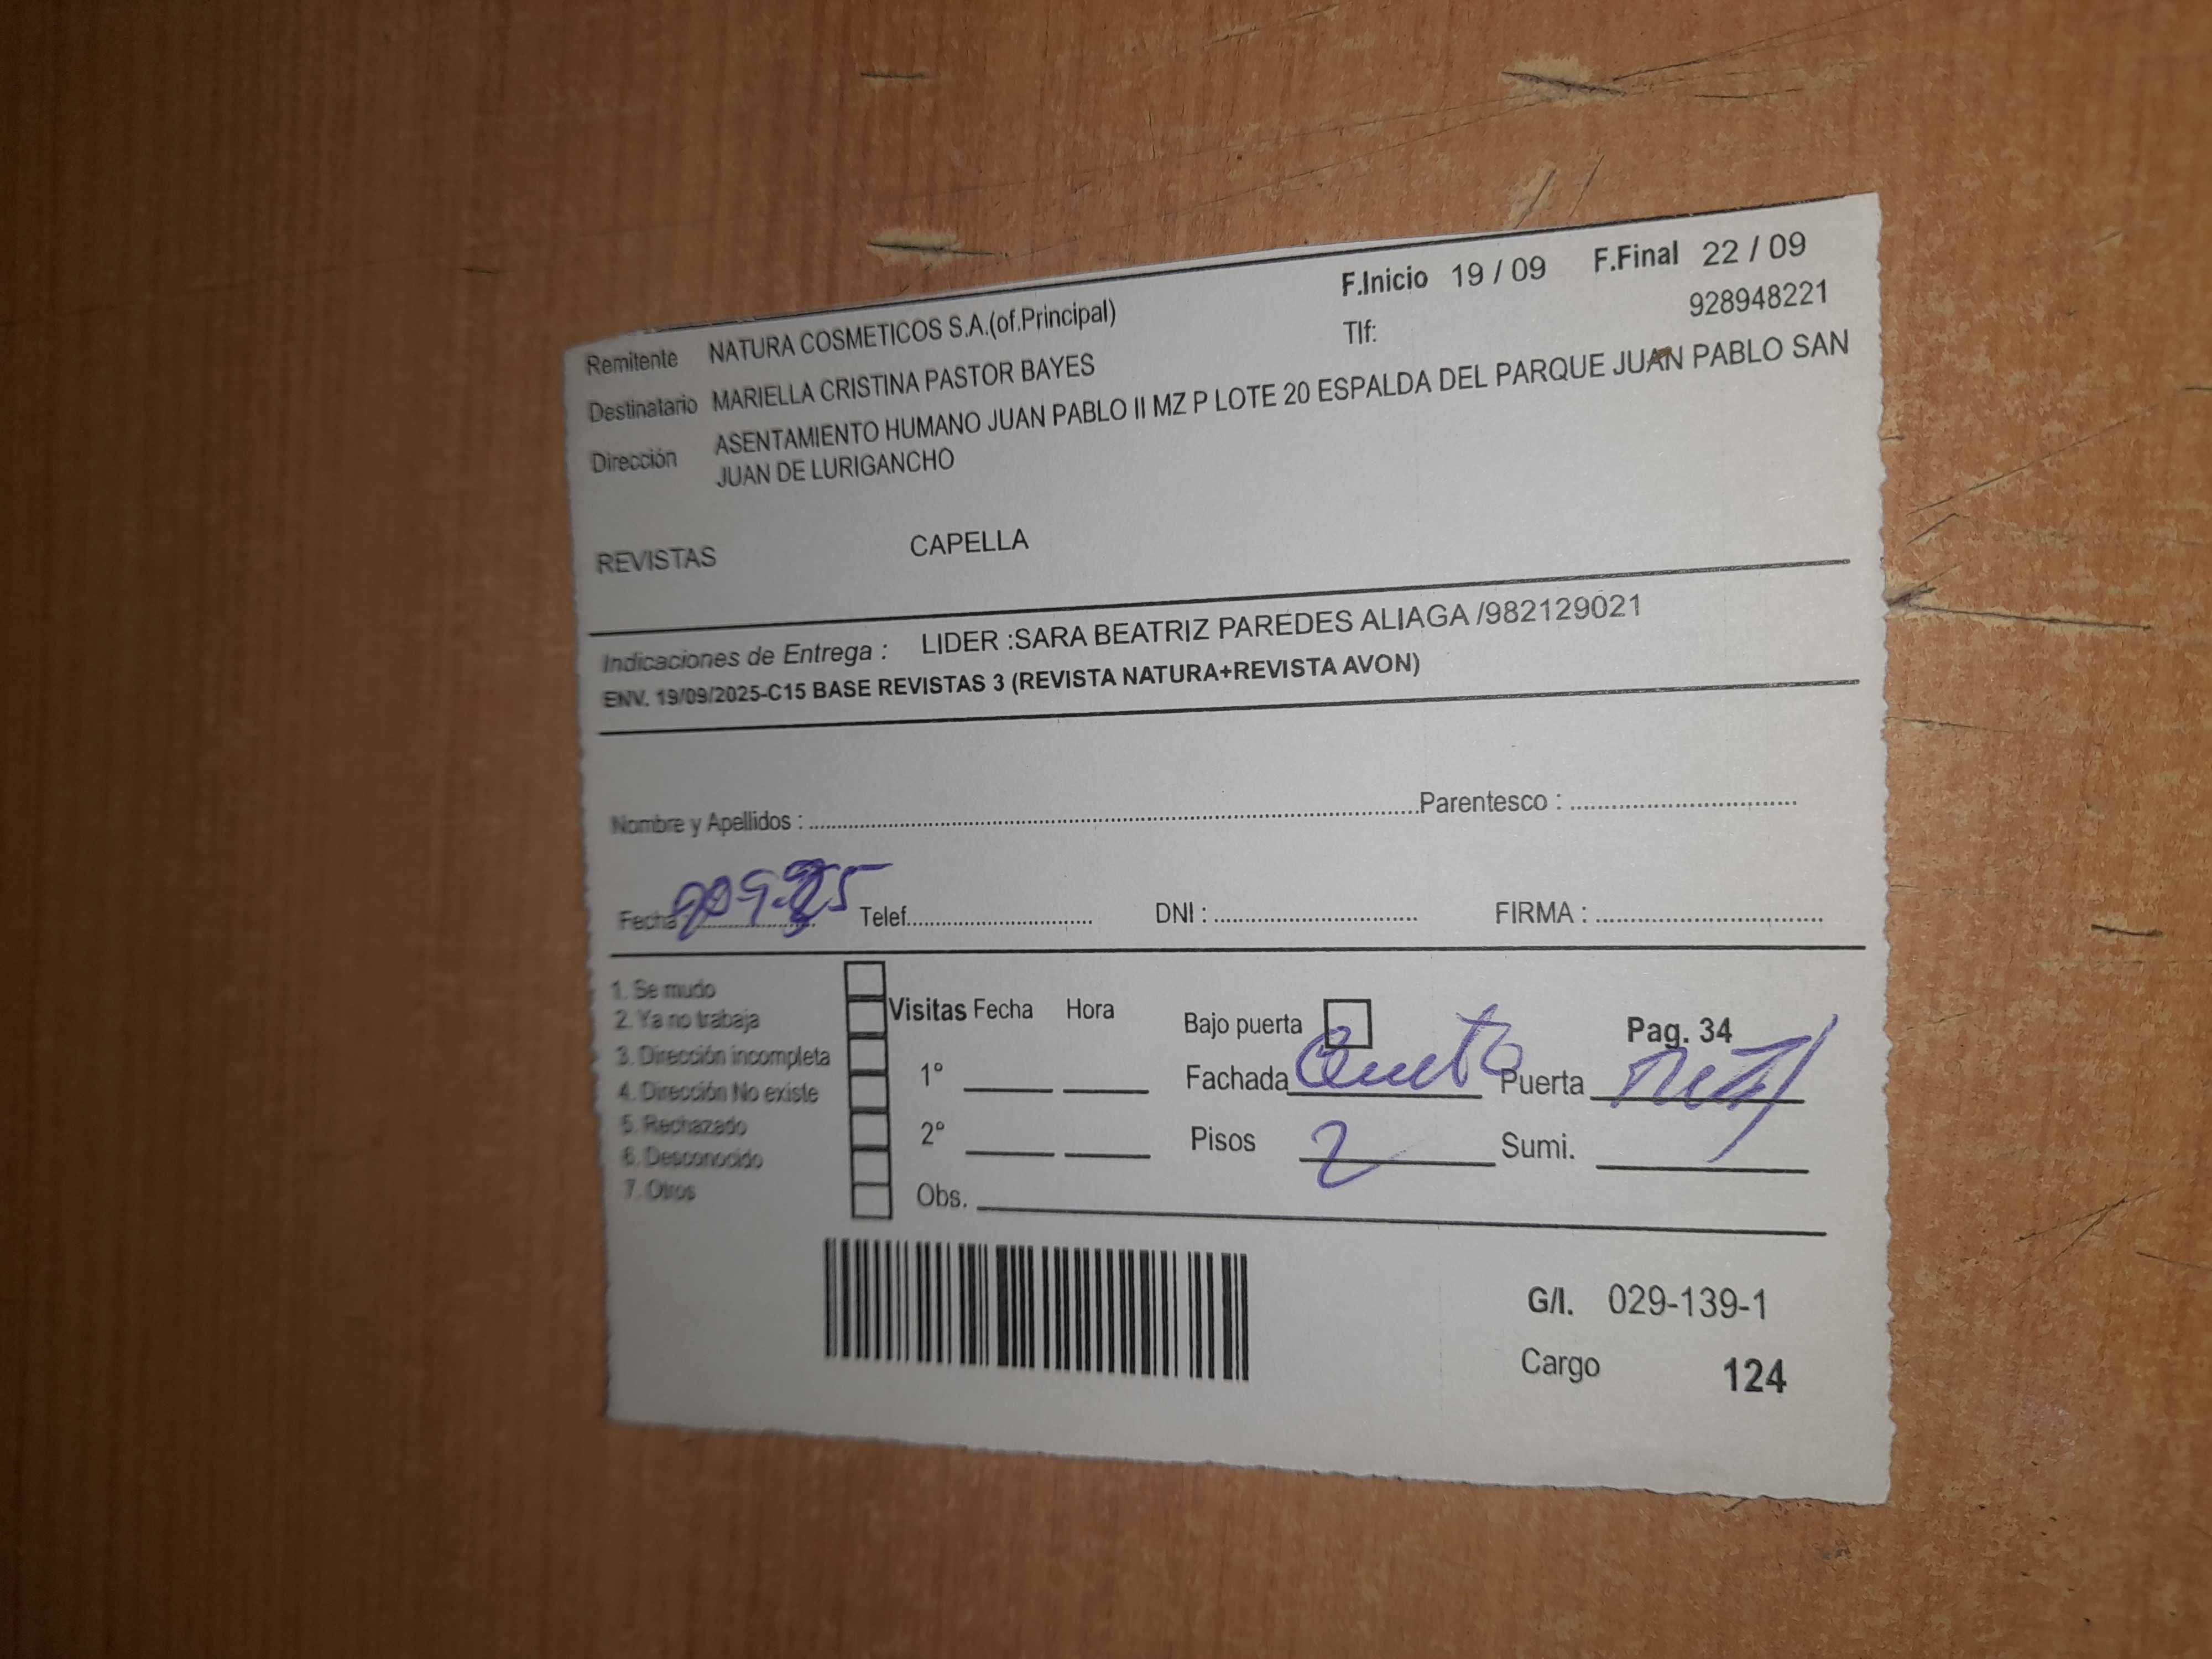 F.Inicio 19 / 09 F.Final 22 / 09
Remitente NATURA COSMETICOS S.A.(of.Principal) Tlf: 928948221
Destinatario MARIELLA CRISTINA PASTOR BAYES
Dirección ASENTAMIENTO HUMANO JUAN PABLO II MZ P LOTE 20 ESPALDA DEL PARQUE JUAN PABLO SAN
JUAN DE LURIGANCHO
REVISTAS CAPELLA
Indicaciones de Entrega : LIDER :SARA BEATRIZ PAREDES ALIAGA /982129021
ENV. 19/09/2025-C15 BASE REVISTAS 3 (REVISTA NATURA+REVISTA AVON)
Nombre y Apellidos : Parentesco :
Fecha Telef. DNI : FIRMA :
1. Se mudo
2. Ya no trabaja
3. Dirección incompleta
4. Dirección No existe
5. Rechazado
6. Desconocido
7. Otros
Visitas Fecha Hora
1°
2°
Obs.
Bajo puerta Pag. 34
Fachada Puerta
Pisos 2 Sumi.
G/I. 029-139-1
Cargo 124